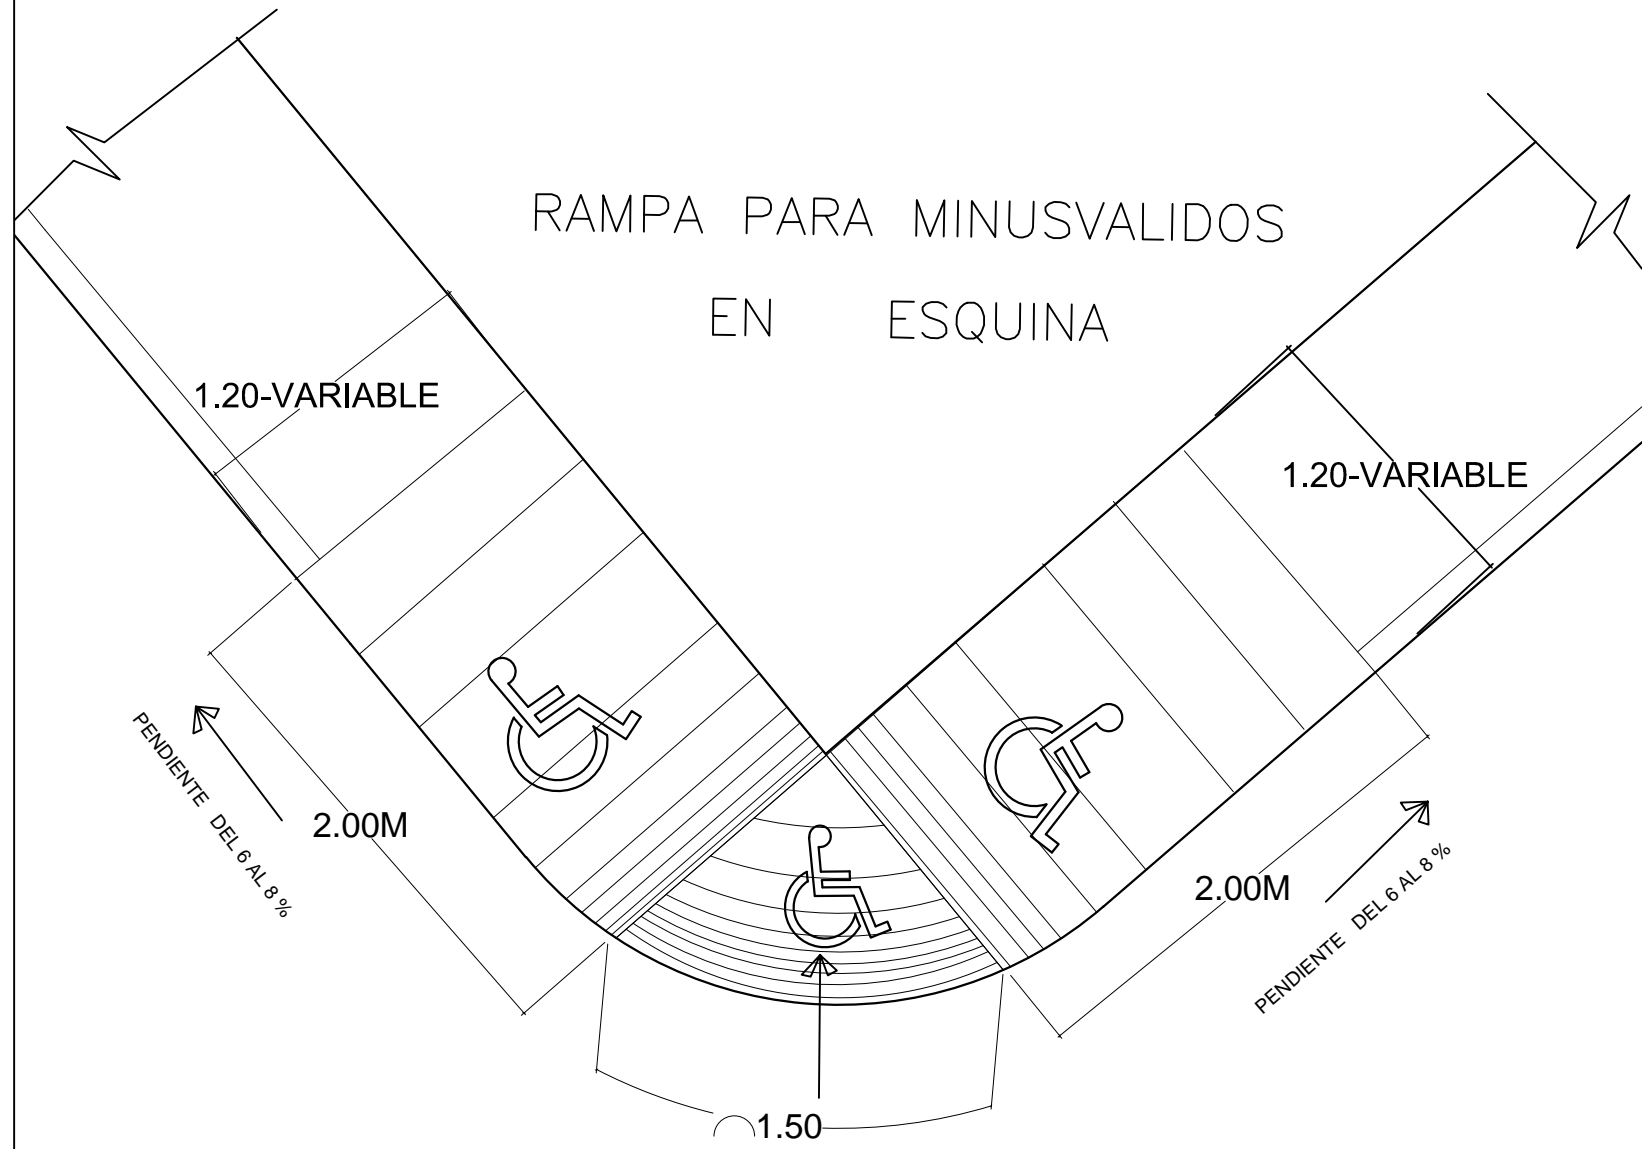 RAMPA PARA MINUSVALIDOS
EN ESQUINA
1.20-VARIABLE
1.20-VARIABLE
PENDIENTE DEL 6 AL 8 %
2.00M
2.00M
PENDIENTE DEL 6 AL 8 %
1.50